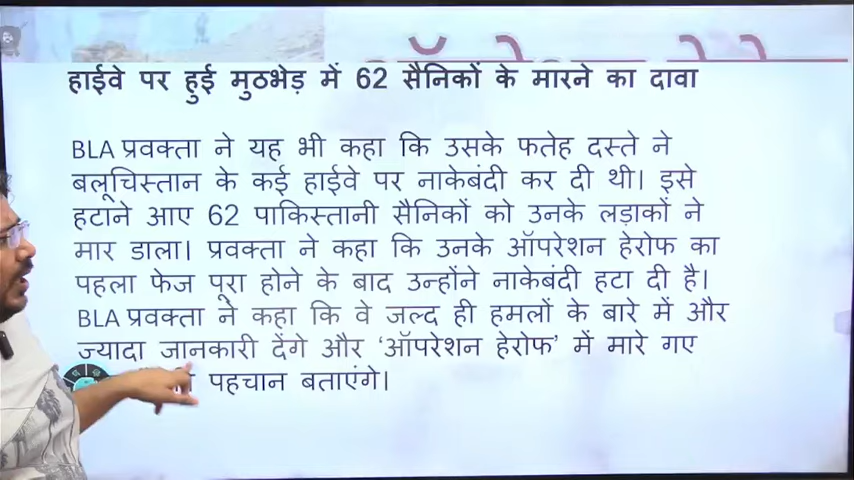 हाईवे पर हुई मुठभेड़ में 62 सैनिकों के मारने का दावा
BLA प्रवक्ता ने यह भी कहा कि उसके फतेह दस्ते ने
बलूचिस्तान के कई हाईवे पर नाकेबंदी कर दी थी। इसे
हटाने आए 62 पाकिस्तानी सैनिकों को उनके लड़ाकों ने
मार डाला। प्रवक्ता ने कहा कि उनके ऑपरेशन हेरोफ का
पहला फेज पूरा होने के बाद उन्होंने नाकेबंदी हटा दी है।
BLA प्रवक्ता ने कहा कि वे जल्द ही हमलों के बारे में और
ज्यादा जानकारी देंगे और ‘ऑपरेशन हेरोफ’ में मारे गए
पहचान बताएंगे।